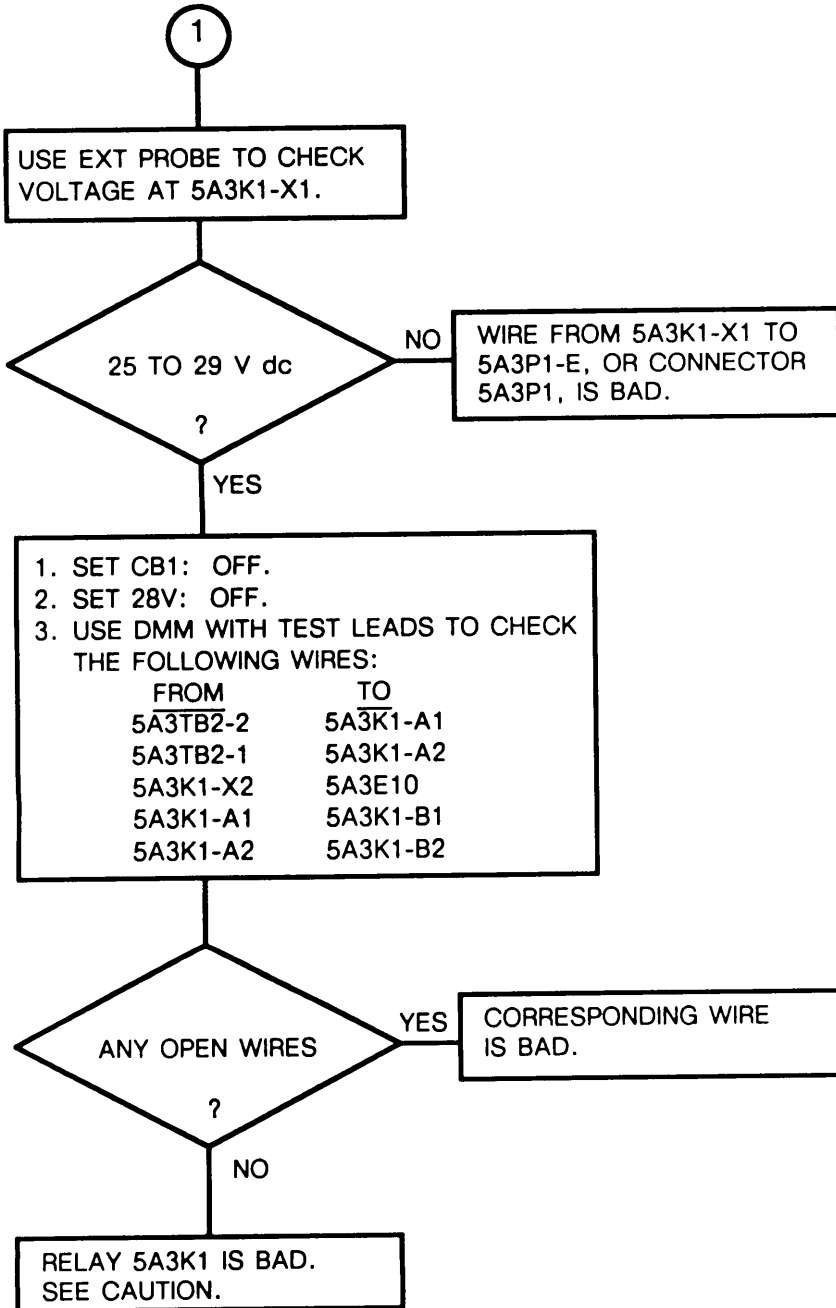 1
USE EXT PROBE TO CHECK
VOLTAGE AT 5A3K1-X1.
25 TO 29 V dc
?
NO
WIRE FROM 5A3K1-X1 TO
5A3P1-E, OR CONNECTOR
5A3P1, IS BAD.
YES
1. SET CB1: OFF.
2. SET 28V: OFF.
3. USE DMM WITH TEST LEADS TO CHECK
THE FOLLOWING WIRES:
FROM TO
5A3TB2-2 5A3K1-A1
5A3TB2-1 5A3K1-A2
5A3K1-X2 5A3E10
5A3K1-A1 5A3K1-B1
5A3K1-A2 5A3K1-B2
ANY OPEN WIRES
?
YES
CORRESPONDING WIRE
IS BAD.
NO
RELAY 5A3K1 IS BAD.
SEE CAUTION.